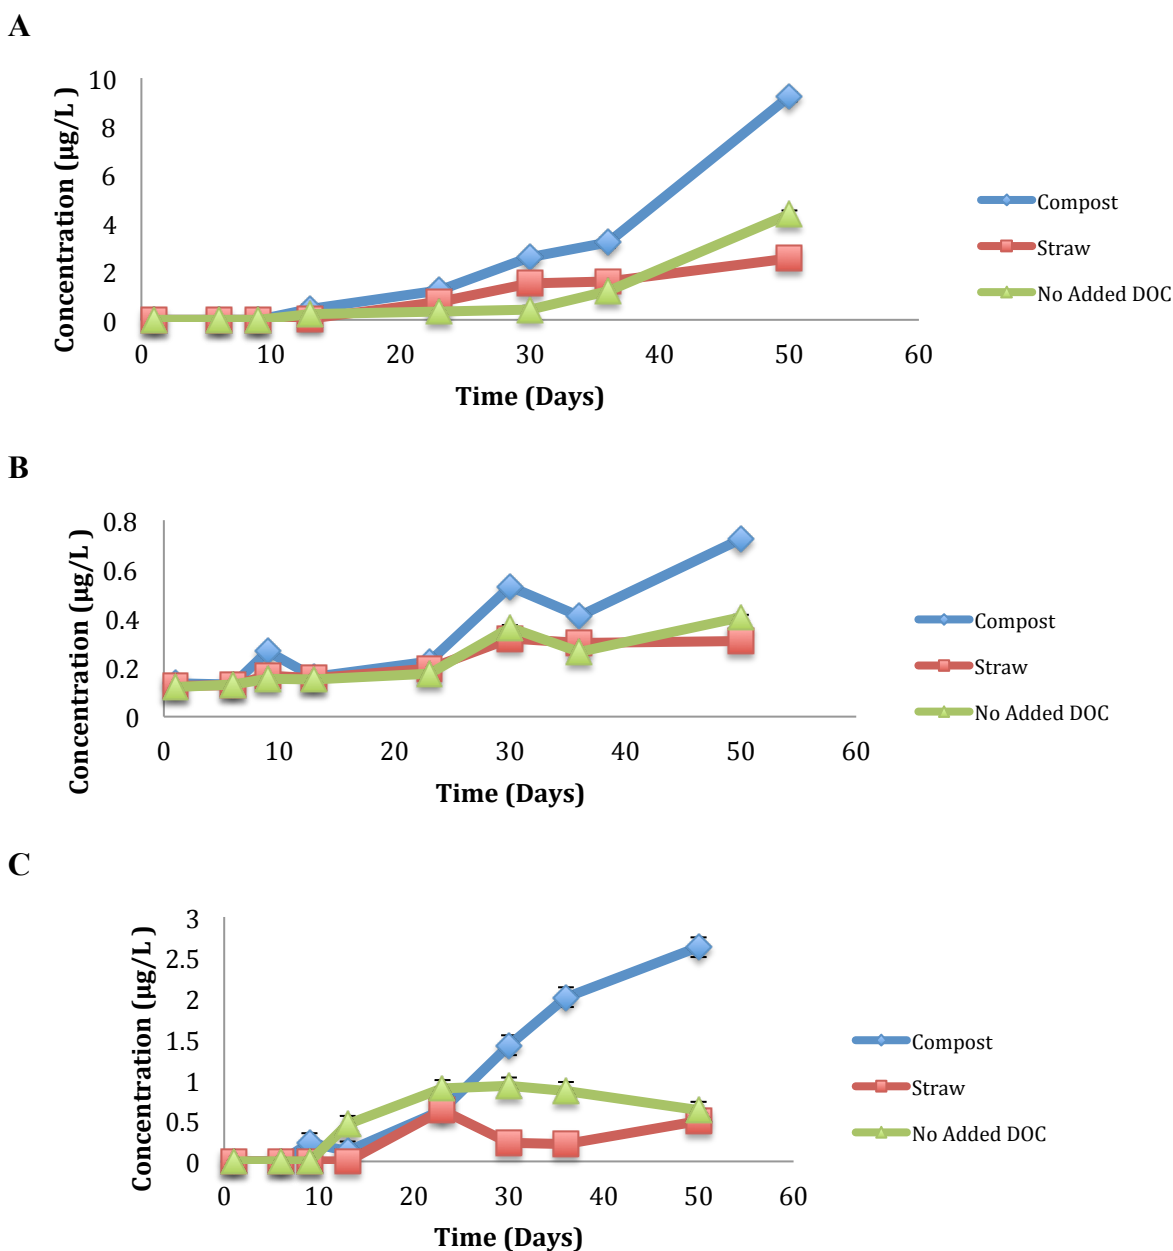 A
10
8
6
4
2
0
Concentration (µg/L)
0 10 20 30 40 50 60
Time (Days)
Compost
Straw
No Added DOC
B
0.8
0.6
0.4
0.2
0
Concentration (µg/L )
0 10 20 30 40 50 60
Time (Days)
Compost
Straw
No Added DOC
C
3
2.5
2
1.5
1
0.5
0
Concentration (µg/L )
0 10 20 30 40 50 60
Time (Days)
Compost
Straw
No Added DOC